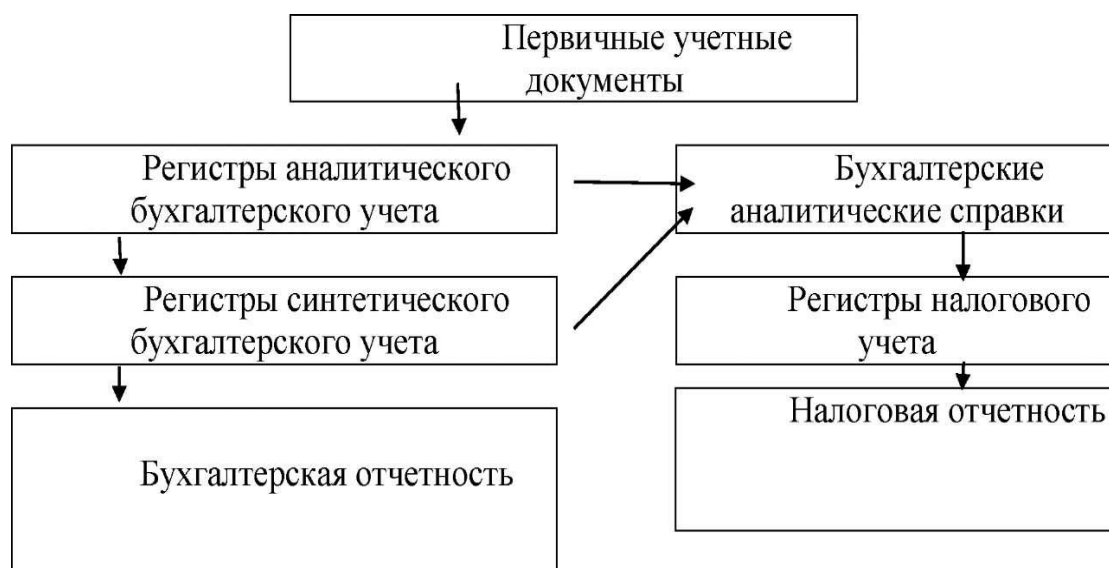 Первичные учетные
документы
Регистры аналитического
бухгалтерского учета
Бухгалтерские
аналитические справки
Регистры синтетического
бухгалтерского учета
Регистры налогового
учета
Бухгалтерская отчетность
Налоговая отчетность